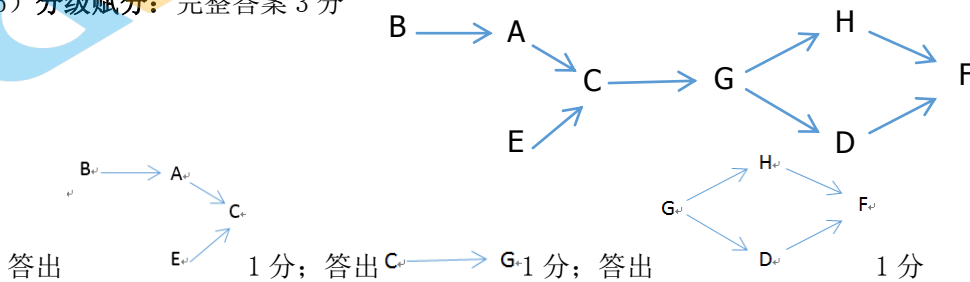 ）分级赋分：完整答案 3 分
B A C E G H D F
B A C E G H D F
答出 1 分；答出 C G 1 分；答出 1 分